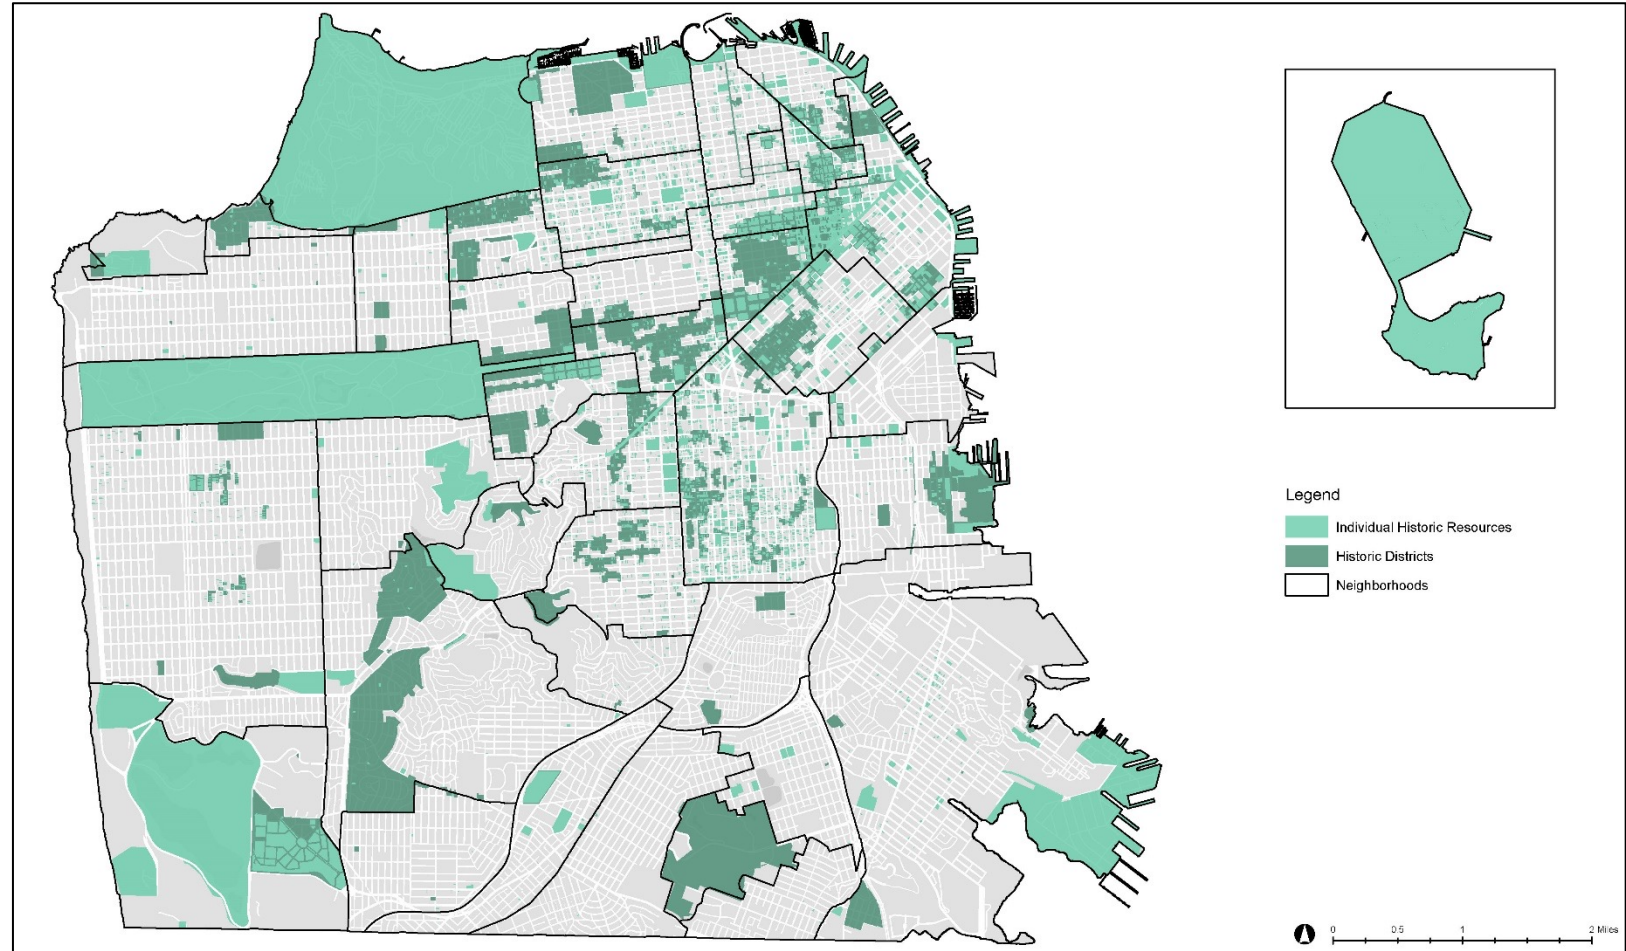 Legend
Individual Historic Resources
Historic Districts
Neighborhoods
0 0.5 1 2 Miles